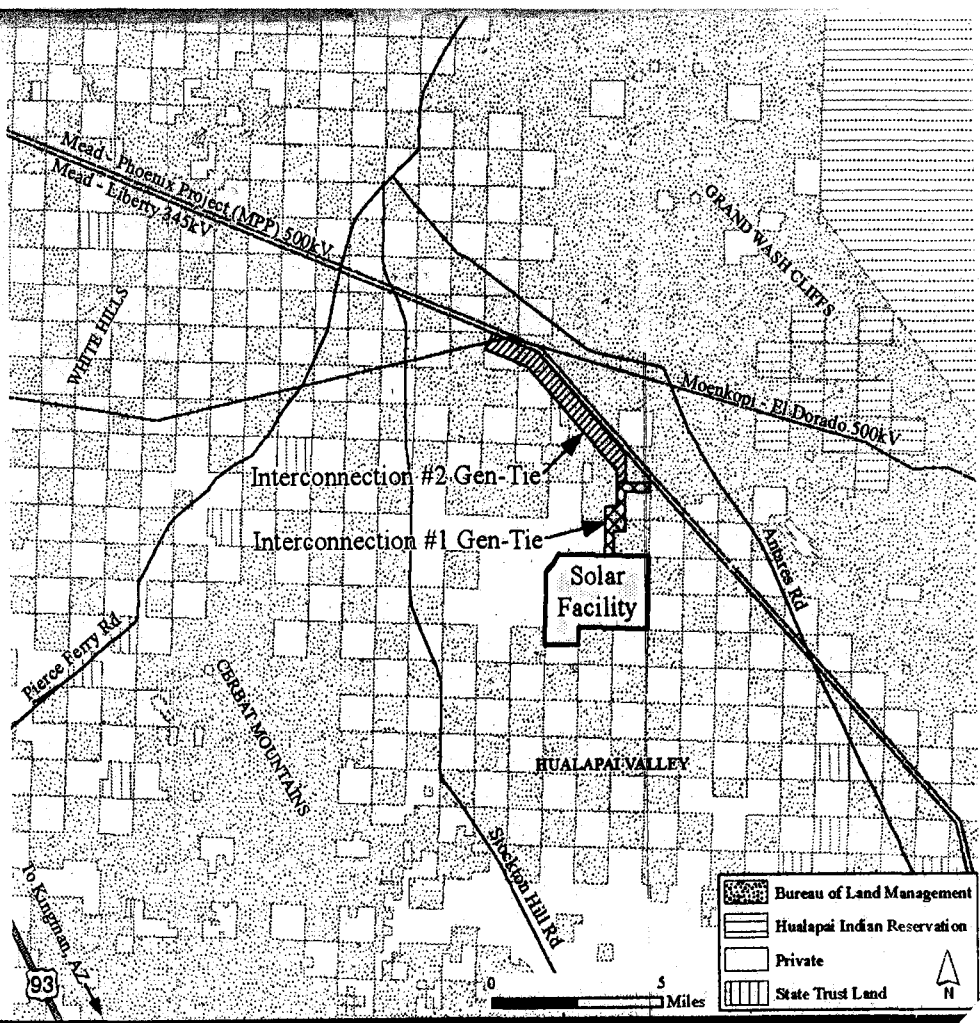 Mead - Phoenix Project (MPP) 500kV
Mead - Liberty 345kV
GRAND WASH CLIFFS
WHITE HILLS
Moenkopi - El Dorado 500kV
Interconnection #2 Gen-Tie
Interconnection #1 Gen-Tie
Solar
Facility
Antares Rd
Pierce Ferry Rd.
CERBAT MOUNTAINS
HUALAPAI VALLEY
Stockton Hill Rd
To Kingman, AZ
93
0 5
Miles
Bureau of Land Management
Hualapai Indian Reservation
Private
State Trust Land
N